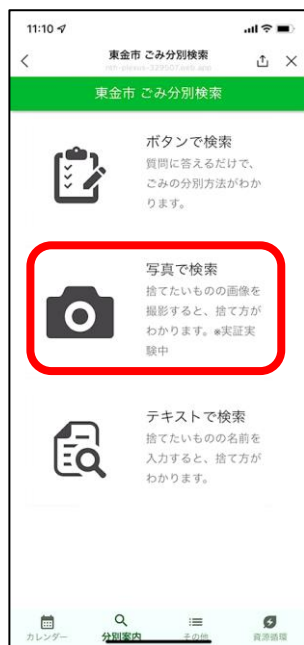 11:10
東金市 ごみ分別検索
東金市 ごみ分別検索
ボタンで検索
質問に答えるだけで、
ごみの分別方法がわか
ります。
写真で検索
捨てたいものの画像を
撮影すると、捨て方が
わかります。※実証実
験中
テキストで検索
捨てたいものの名前を
入力すると、捨て方が
わかります。
カレンダー 分別案内 その他 資源循環